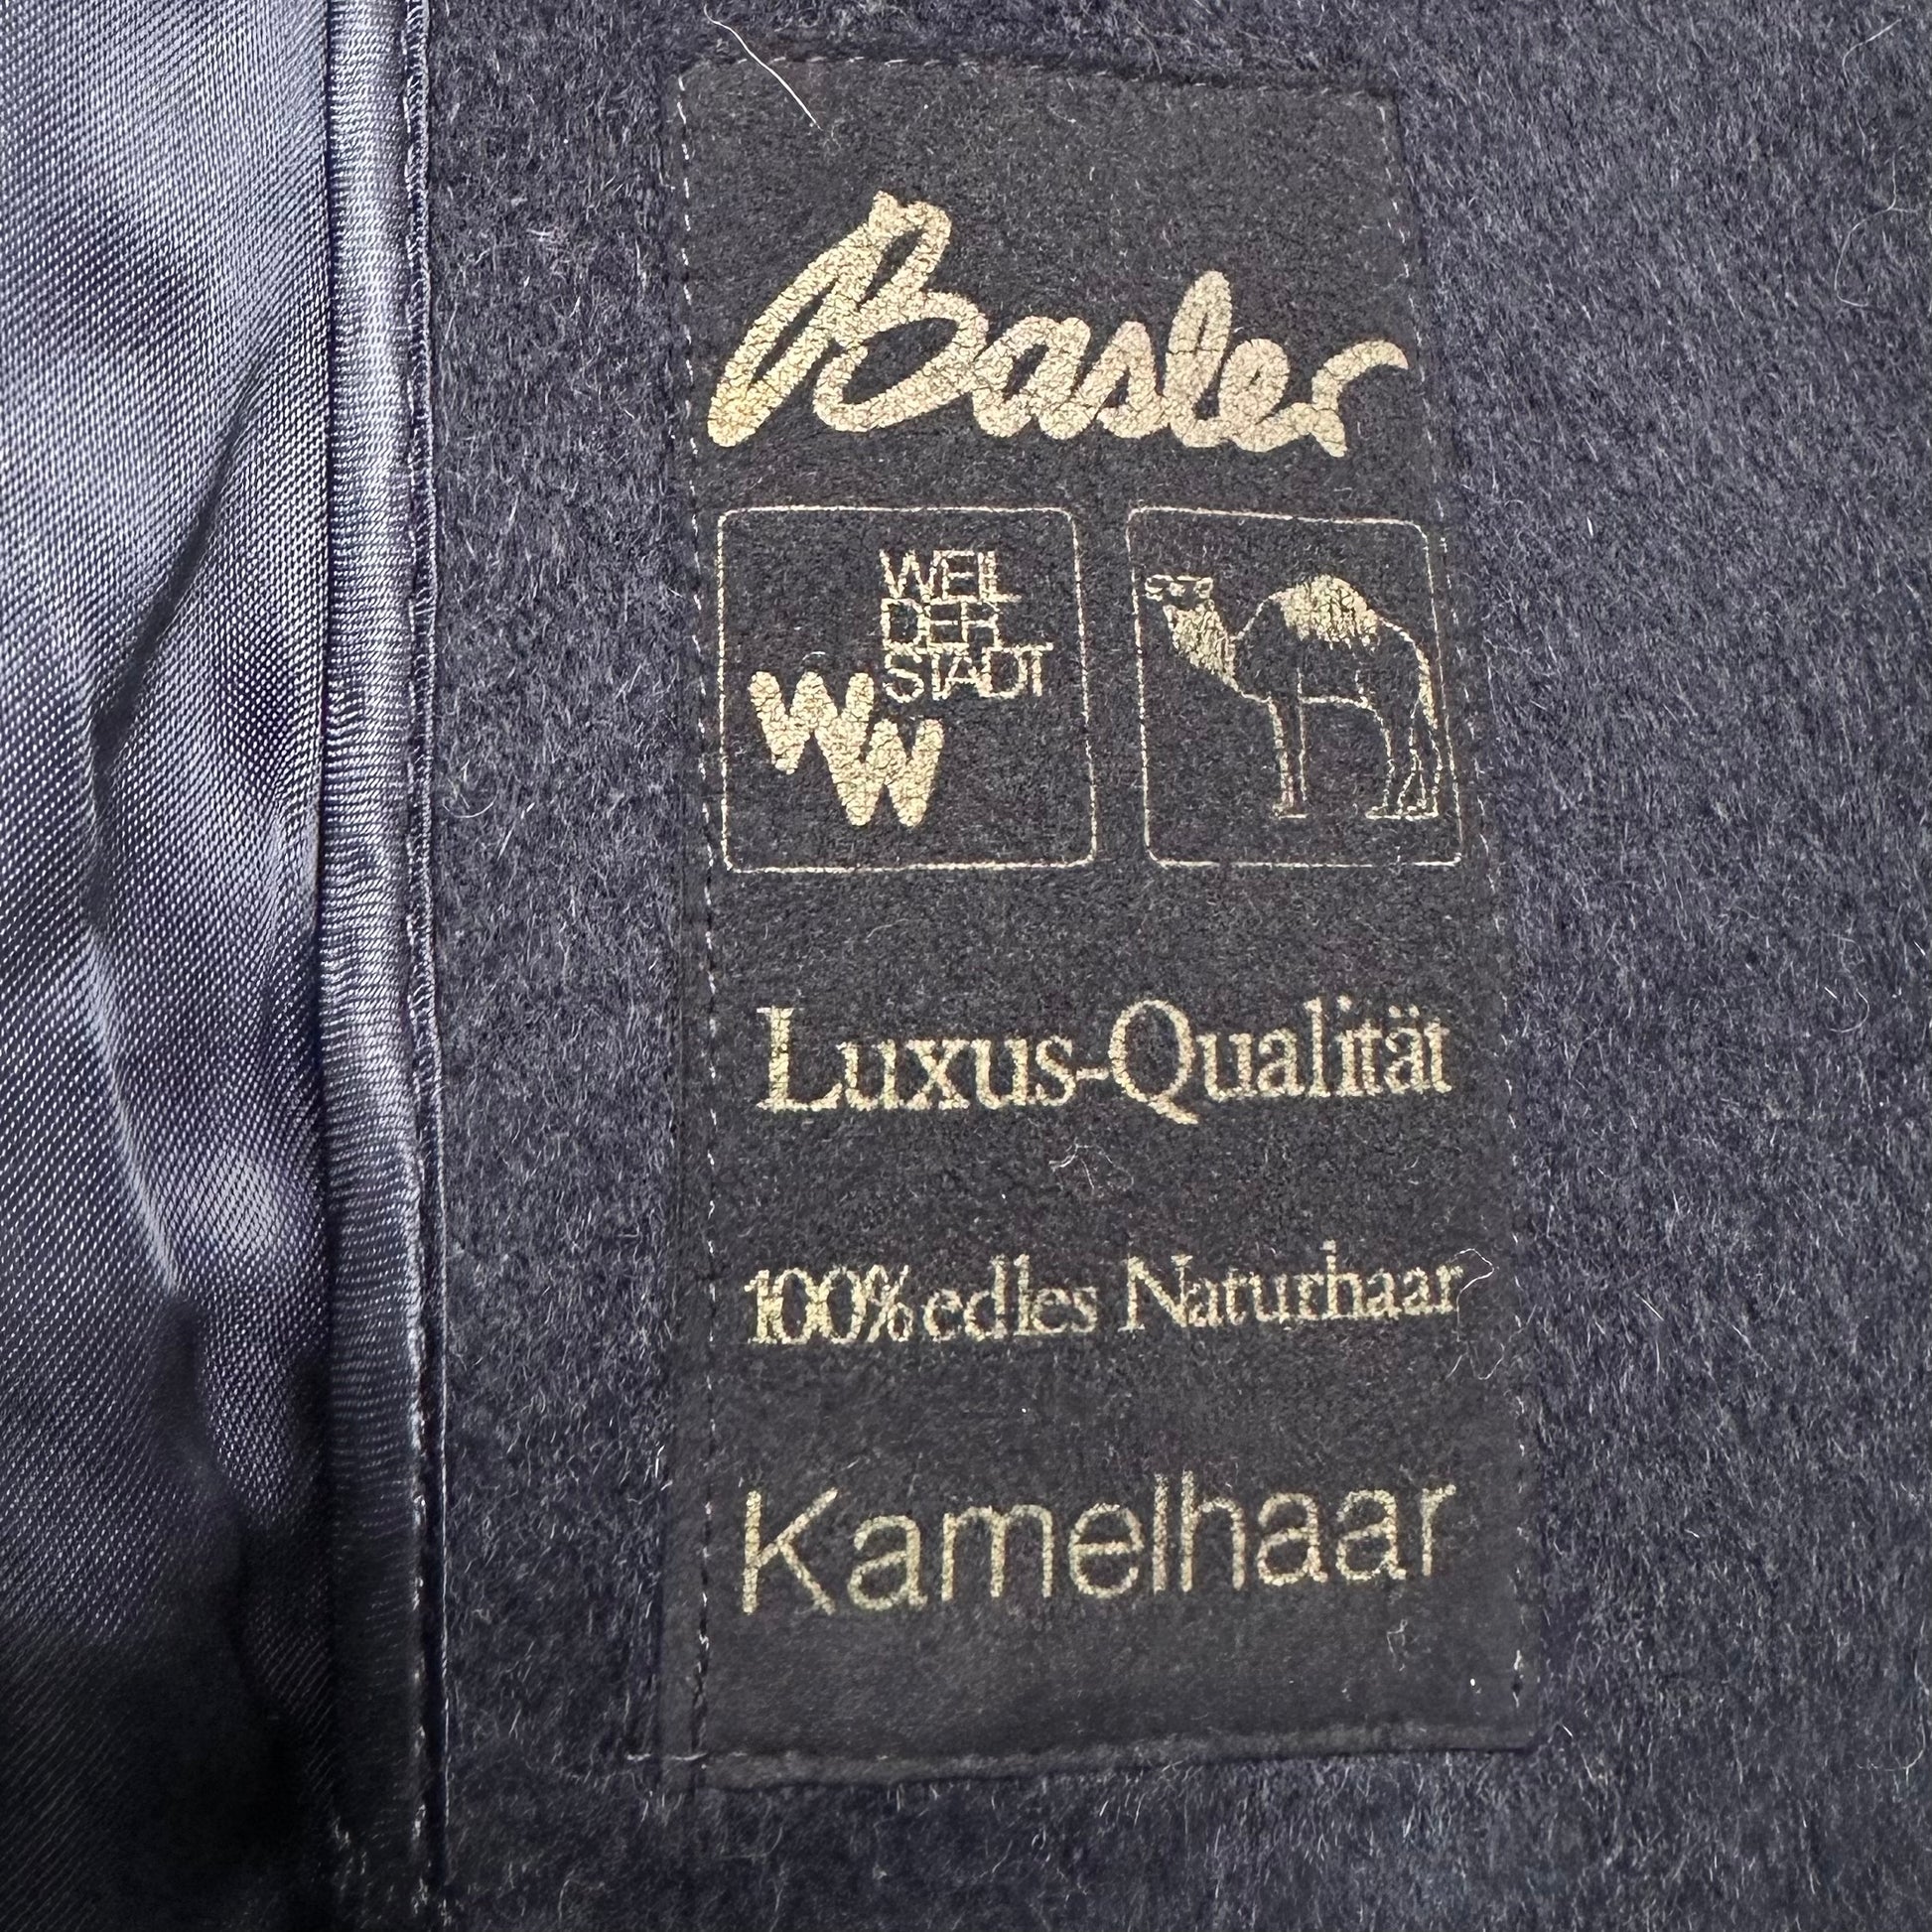 Basler
WEIL
DER
STADT
WW
Luxus-Qualität
100% edles Naturhaar
Kamelhaar